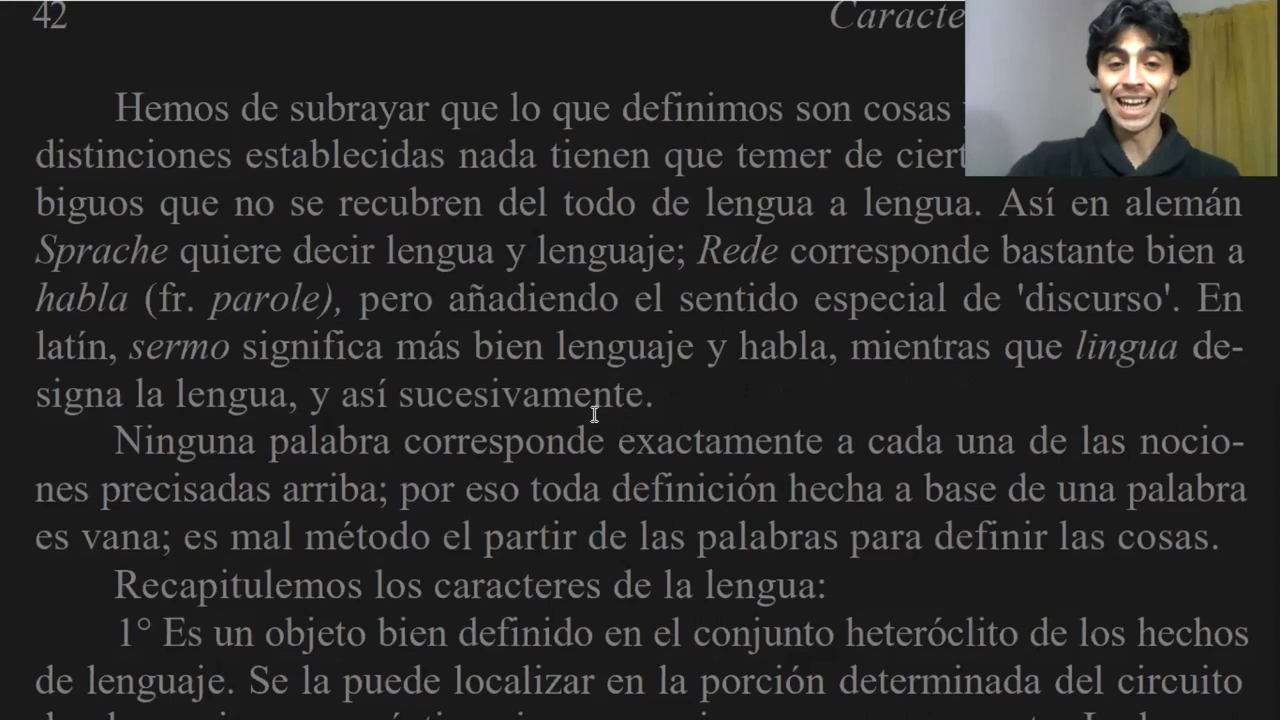 42
Caracte
Hemos de subrayar que lo que definimos son cosas
distinciones establecidas nada tienen que temer de ciert
biguos que no se recubren del todo de lengua a lengua. Así en alemán
Sprache quiere decir lengua y lenguaje; Rede corresponde bastante bien a
habla (fr. parole), pero añadiendo el sentido especial de 'discurso'. En
latín, sermo significa más bien lenguaje y habla, mientras que lingua de-
signa la lengua, y así sucesivamente.
Ninguna palabra corresponde exactamente a cada una de las nocio-
nes precisadas arriba; por eso toda definición hecha a base de una palabra
es vana; es mal método el partir de las palabras para definir las cosas.
Recapitulemos los caracteres de la lengua:
1° Es un objeto bien definido en el conjunto heteróclito de los hechos
de lenguaje. Se la puede localizar en la porción determinada del circuito